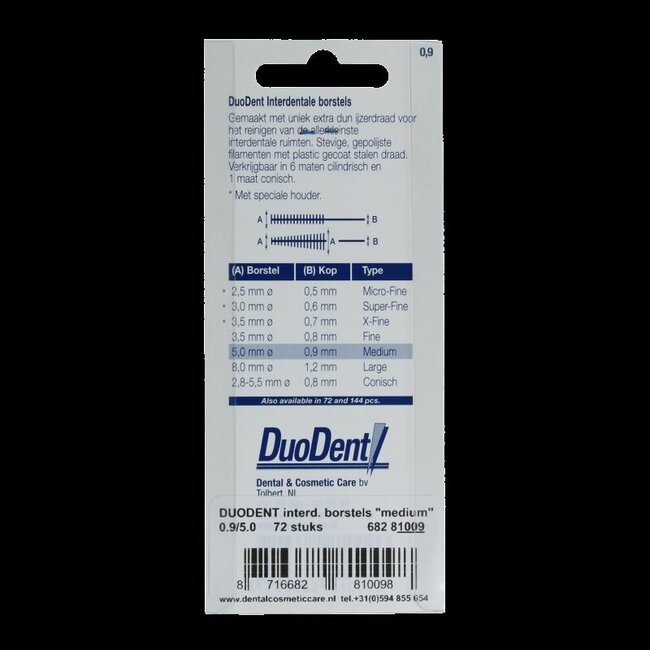 0,9
DuoDent Interdentale borstels
Gemaakt met uniek extra dun ijzerdraad voor
het reinigen van de allerkleinste
interdentale ruimten. Stevige, gepolijste
filamenten met plastic gecoat stalen draad.
Verkrijgbaar in 6 maten cilindrisch en
1 maat conisch.
* Met speciale houder.
A B
A A B
(A) Borstel (B) Kop Type
* 2,5 mm ø 0,5 mm Micro-Fine
* 3,0 mm ø 0,6 mm Super-Fine
* 3,5 mm ø 0,7 mm X-Fine
3,5 mm ø 0,8 mm Fine
5,0 mm ø 0,9 mm Medium
8,0 mm ø 1,2 mm Large
2,8-5,5 mm ø 0,8 mm Conisch
Also available in 72 and 144 pcs.
DuoDent
Dental & Cosmetic Care bv
Tolbert, NL
DUODENT interd. borstels "medium"
0.9/5.0 72 stuks 682 81009
8 716682 810098
www.dentalcosmeticcare.nl tel.+31(0)594 855 654